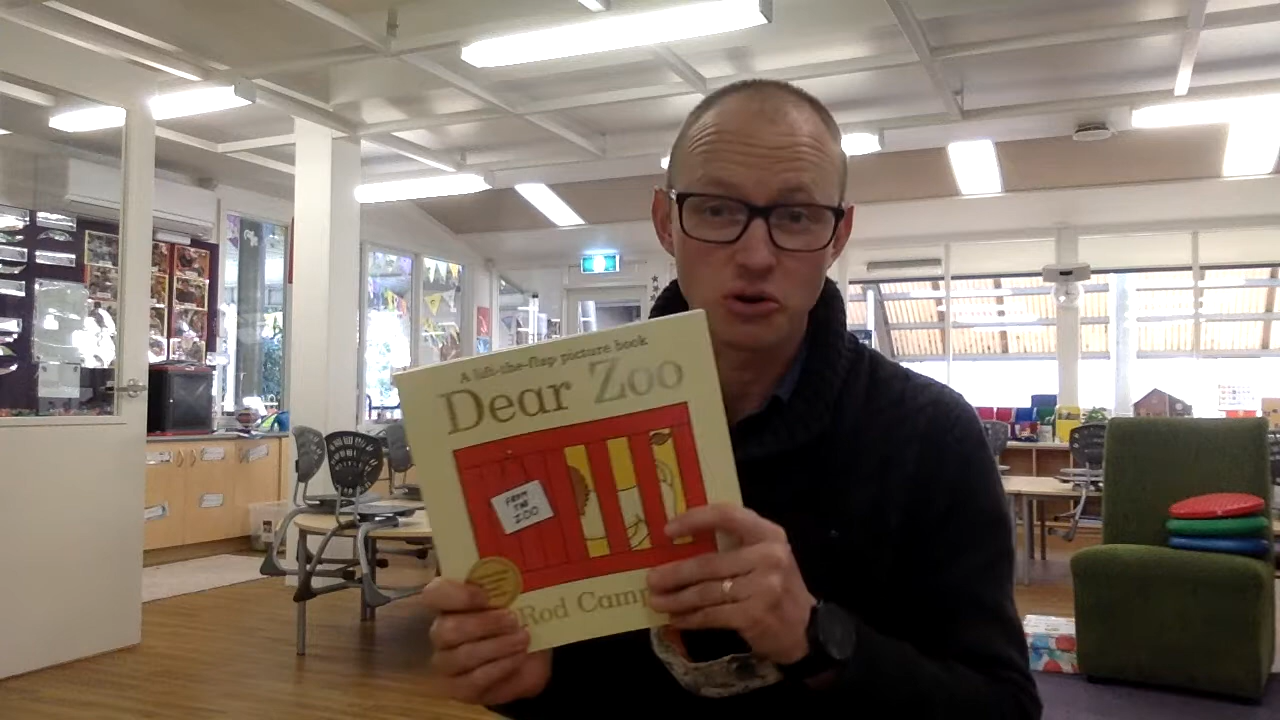 A lift-the-flap picture book
Dear Zoo
FROM
THE
ZOO
Rod Camp